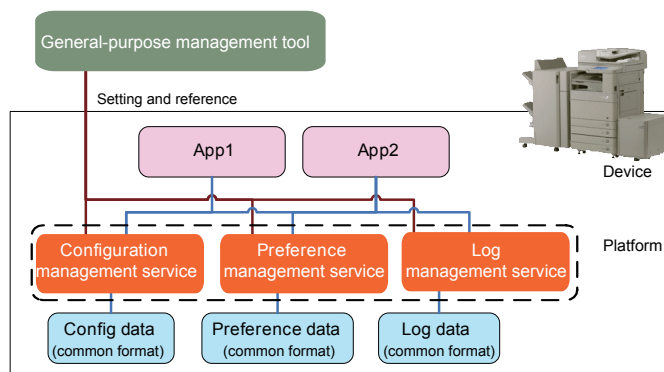 General-purpose management tool
Setting and reference
App1
App2
Device
Configuration
management service
Preference
management service
Log
management service
Platform
Config data
(common format)
Preference data
(common format)
Log data
(common format)